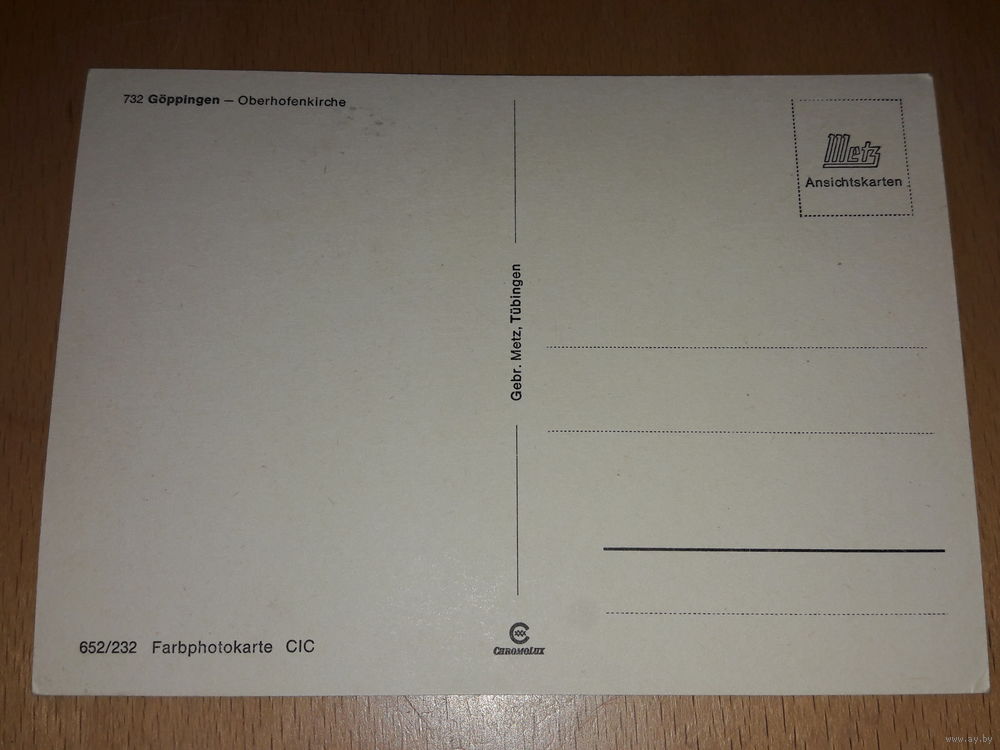 732 Göppingen — Oberhofenkirche
Metz
Ansichtskarten
Gebr. Metz, Tübingen
652/232 Farbphotokarte CIC
CHROMOLUX
www.ay.by